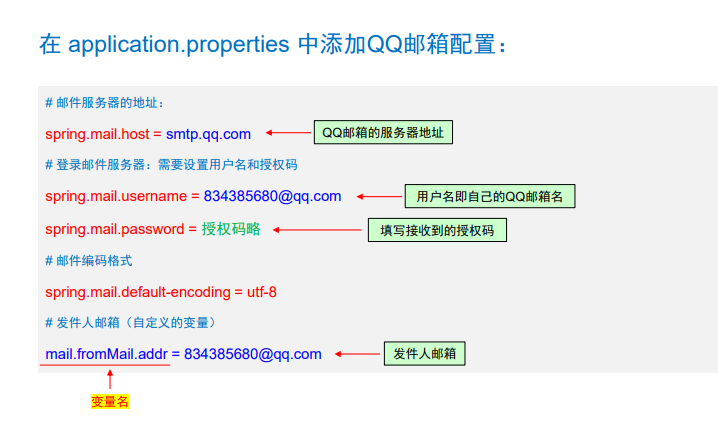 在 application.properties 中添加QQ邮箱配置：
# 邮件服务器的地址：
spring.mail.host = smtp.qq.com
QQ邮箱的服务器地址
# 登录邮件服务器：需要设置用户名和授权码
spring.mail.username = 834385680@qq.com
用户名即自己的QQ邮箱名
spring.mail.password = 授权码略
填写接收到的授权码
# 邮件编码格式
spring.mail.default-encoding = utf-8
# 发件人邮箱（自定义的变量）
mail.fromMail.addr = 834385680@qq.com
发件人邮箱
变量名